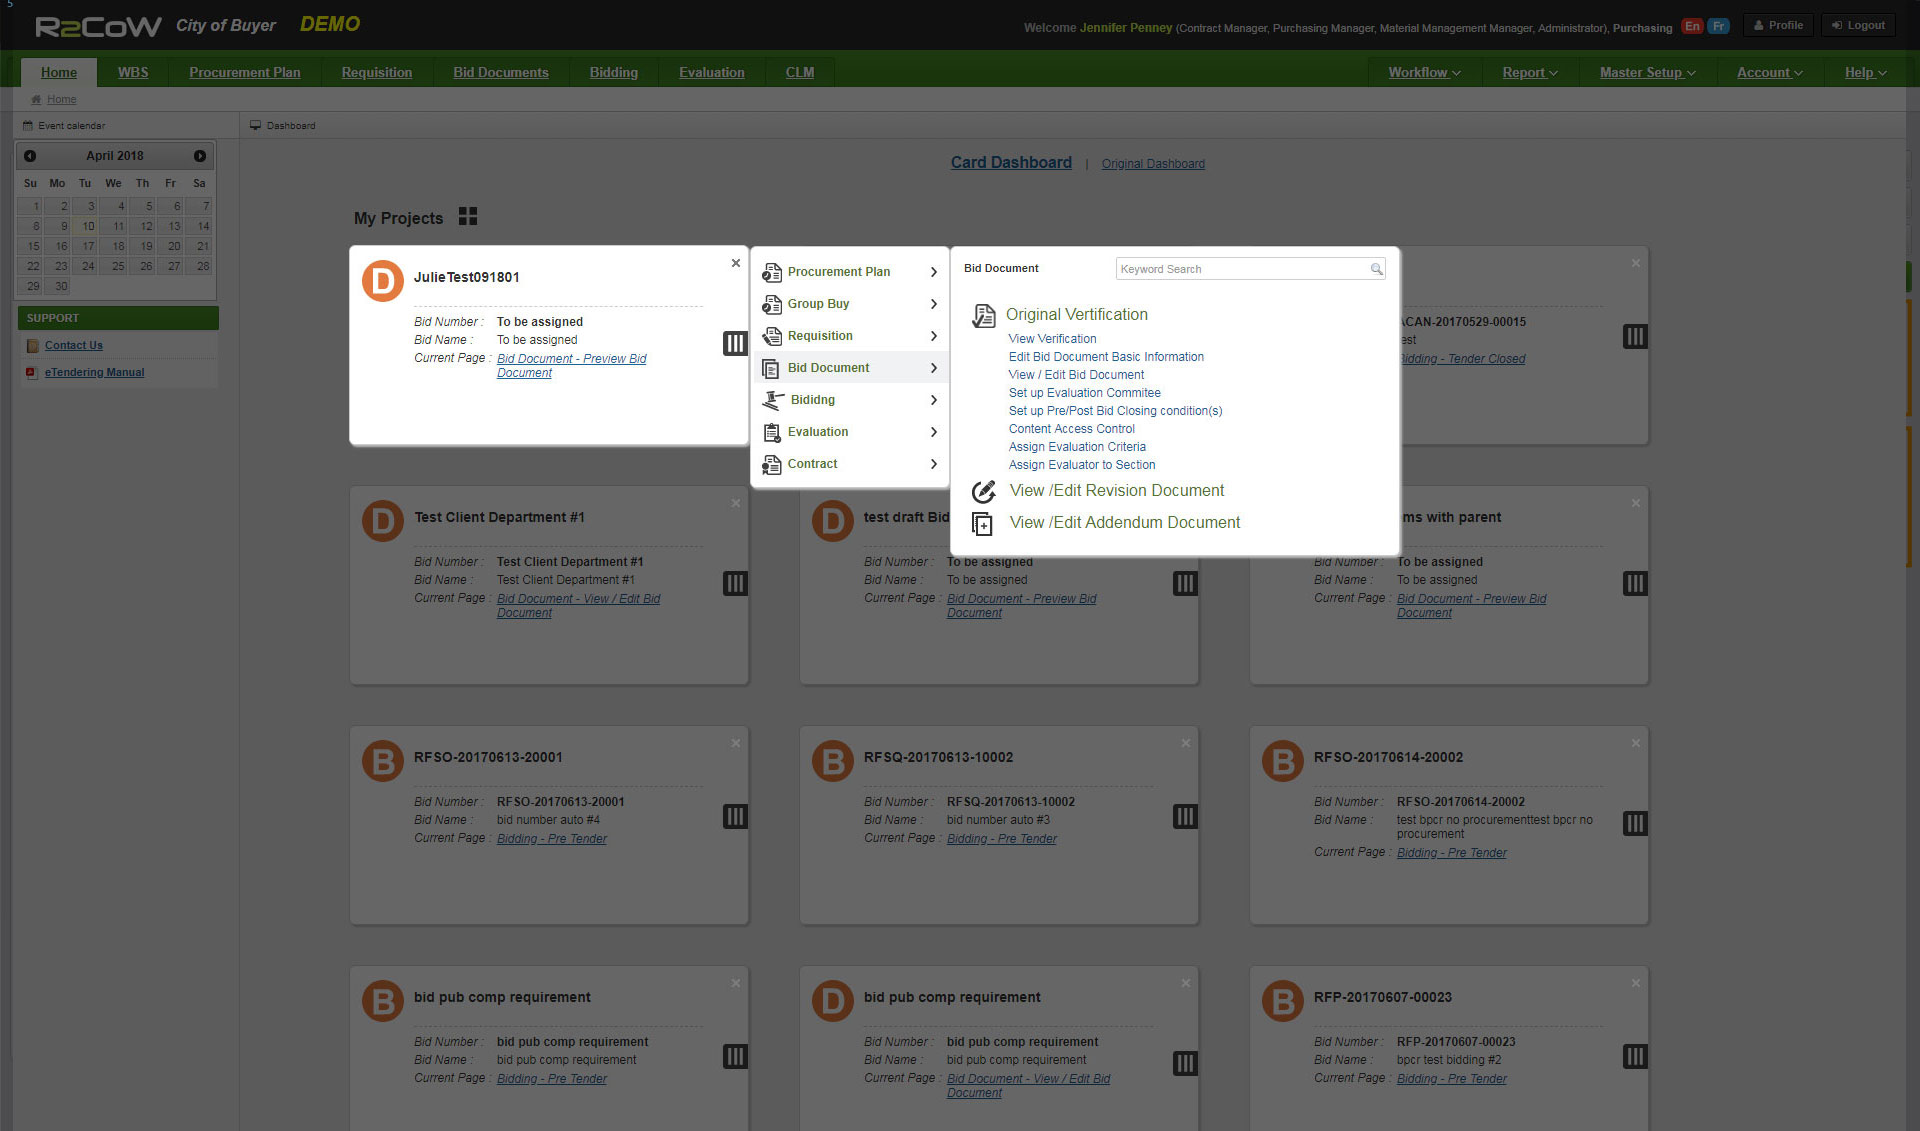 5
R2CoW City of Buyer DEMO
Welcome Jennifer Penney (Contract Manager, Purchasing Manager, Material Management Manager, Administrator), Purchasing En Fr Profile Logout
Home WBS Procurement Plan Requisition Bid Documents Bidding Evaluation CLM Workflow Report Master Setup Account Help
Home
Event calendar
Dashboard
April 2018
Su Mo Tu We Th Fr Sa
1 2 3 4 5 6 7
8 9 10 11 12 13 14
15 16 17 18 19 20 21
22 23 24 25 26 27 28
29 30
SUPPORT
Contact Us
eTendering Manual
Card Dashboard | Original Dashboard
My Projects
D JulieTest091801
Bid Number : To be assigned
Bid Name : To be assigned
Current Page : Bid Document - Preview Bid
Document
Procurement Plan
Group Buy
Requisition
Bid Document
Bididng
Evaluation
Contract
Bid Document
Keyword Search
Original Vertification
View Verification
Edit Bid Document Basic Information
View / Edit Bid Document
Set up Evaluation Commitee
Set up Pre/Post Bid Closing condition(s)
Content Access Control
Assign Evaluation Criteria
Assign Evaluator to Section
View /Edit Revision Document
View /Edit Addendum Document
ACAN-20170529-00015
est
Bidding - Tender Closed
D Test Client Department #1
Bid Number : Test Client Department #1
Bid Name : Test Client Department #1
Current Page : Bid Document - View / Edit Bid
Document
D test draft Bid
Bid Number : To be assigned
Bid Name : To be assigned
Current Page : Bid Document - Preview Bid
Document
ms with parent
Bid Number : To be assigned
Bid Name : To be assigned
Current Page : Bid Document - Preview Bid
Document
B RFSO-20170613-20001
Bid Number : RFSO-20170613-20001
Bid Name : bid number auto #4
Current Page : Bidding - Pre Tender
B RFSQ-20170613-10002
Bid Number : RFSQ-20170613-10002
Bid Name : bid number auto #3
Current Page : Bidding - Pre Tender
B RFSO-20170614-20002
Bid Number : RFSO-20170614-20002
Bid Name : test bpcr no procurementtest bpcr no
procurement
Current Page : Bidding - Pre Tender
B bid pub comp requirement
Bid Number : bid pub comp requirement
Bid Name : bid pub comp requirement
Current Page : Bidding - Pre Tender
D bid pub comp requirement
Bid Number : bid pub comp requirement
Bid Name : bid pub comp requirement
Current Page : Bid Document - View / Edit Bid
Document
B RFP-20170607-00023
Bid Number : RFP-20170607-00023
Bid Name : bpcr test bidding #2
Current Page : Bidding - Pre Tender